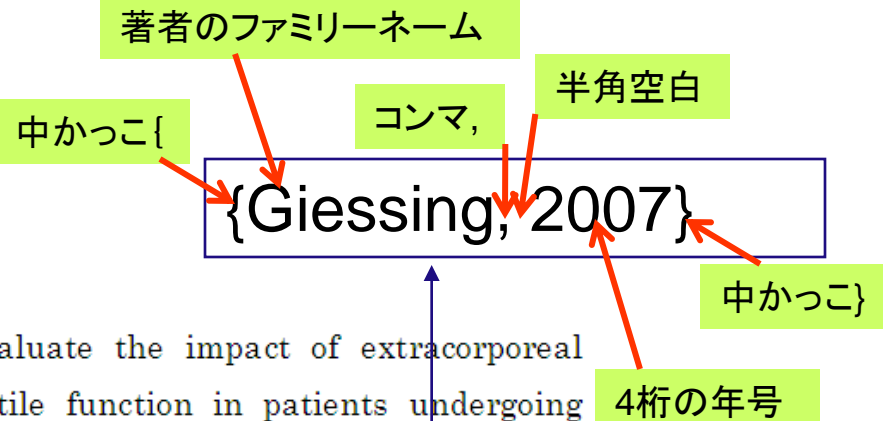 著者のファミリーネーム
半角空白
コンマ,
中かっこ{
{Giessing, 2007}
中かっこ}
aluate the impact of extracorporeal
4桁の年号
tile function in patients undergoing